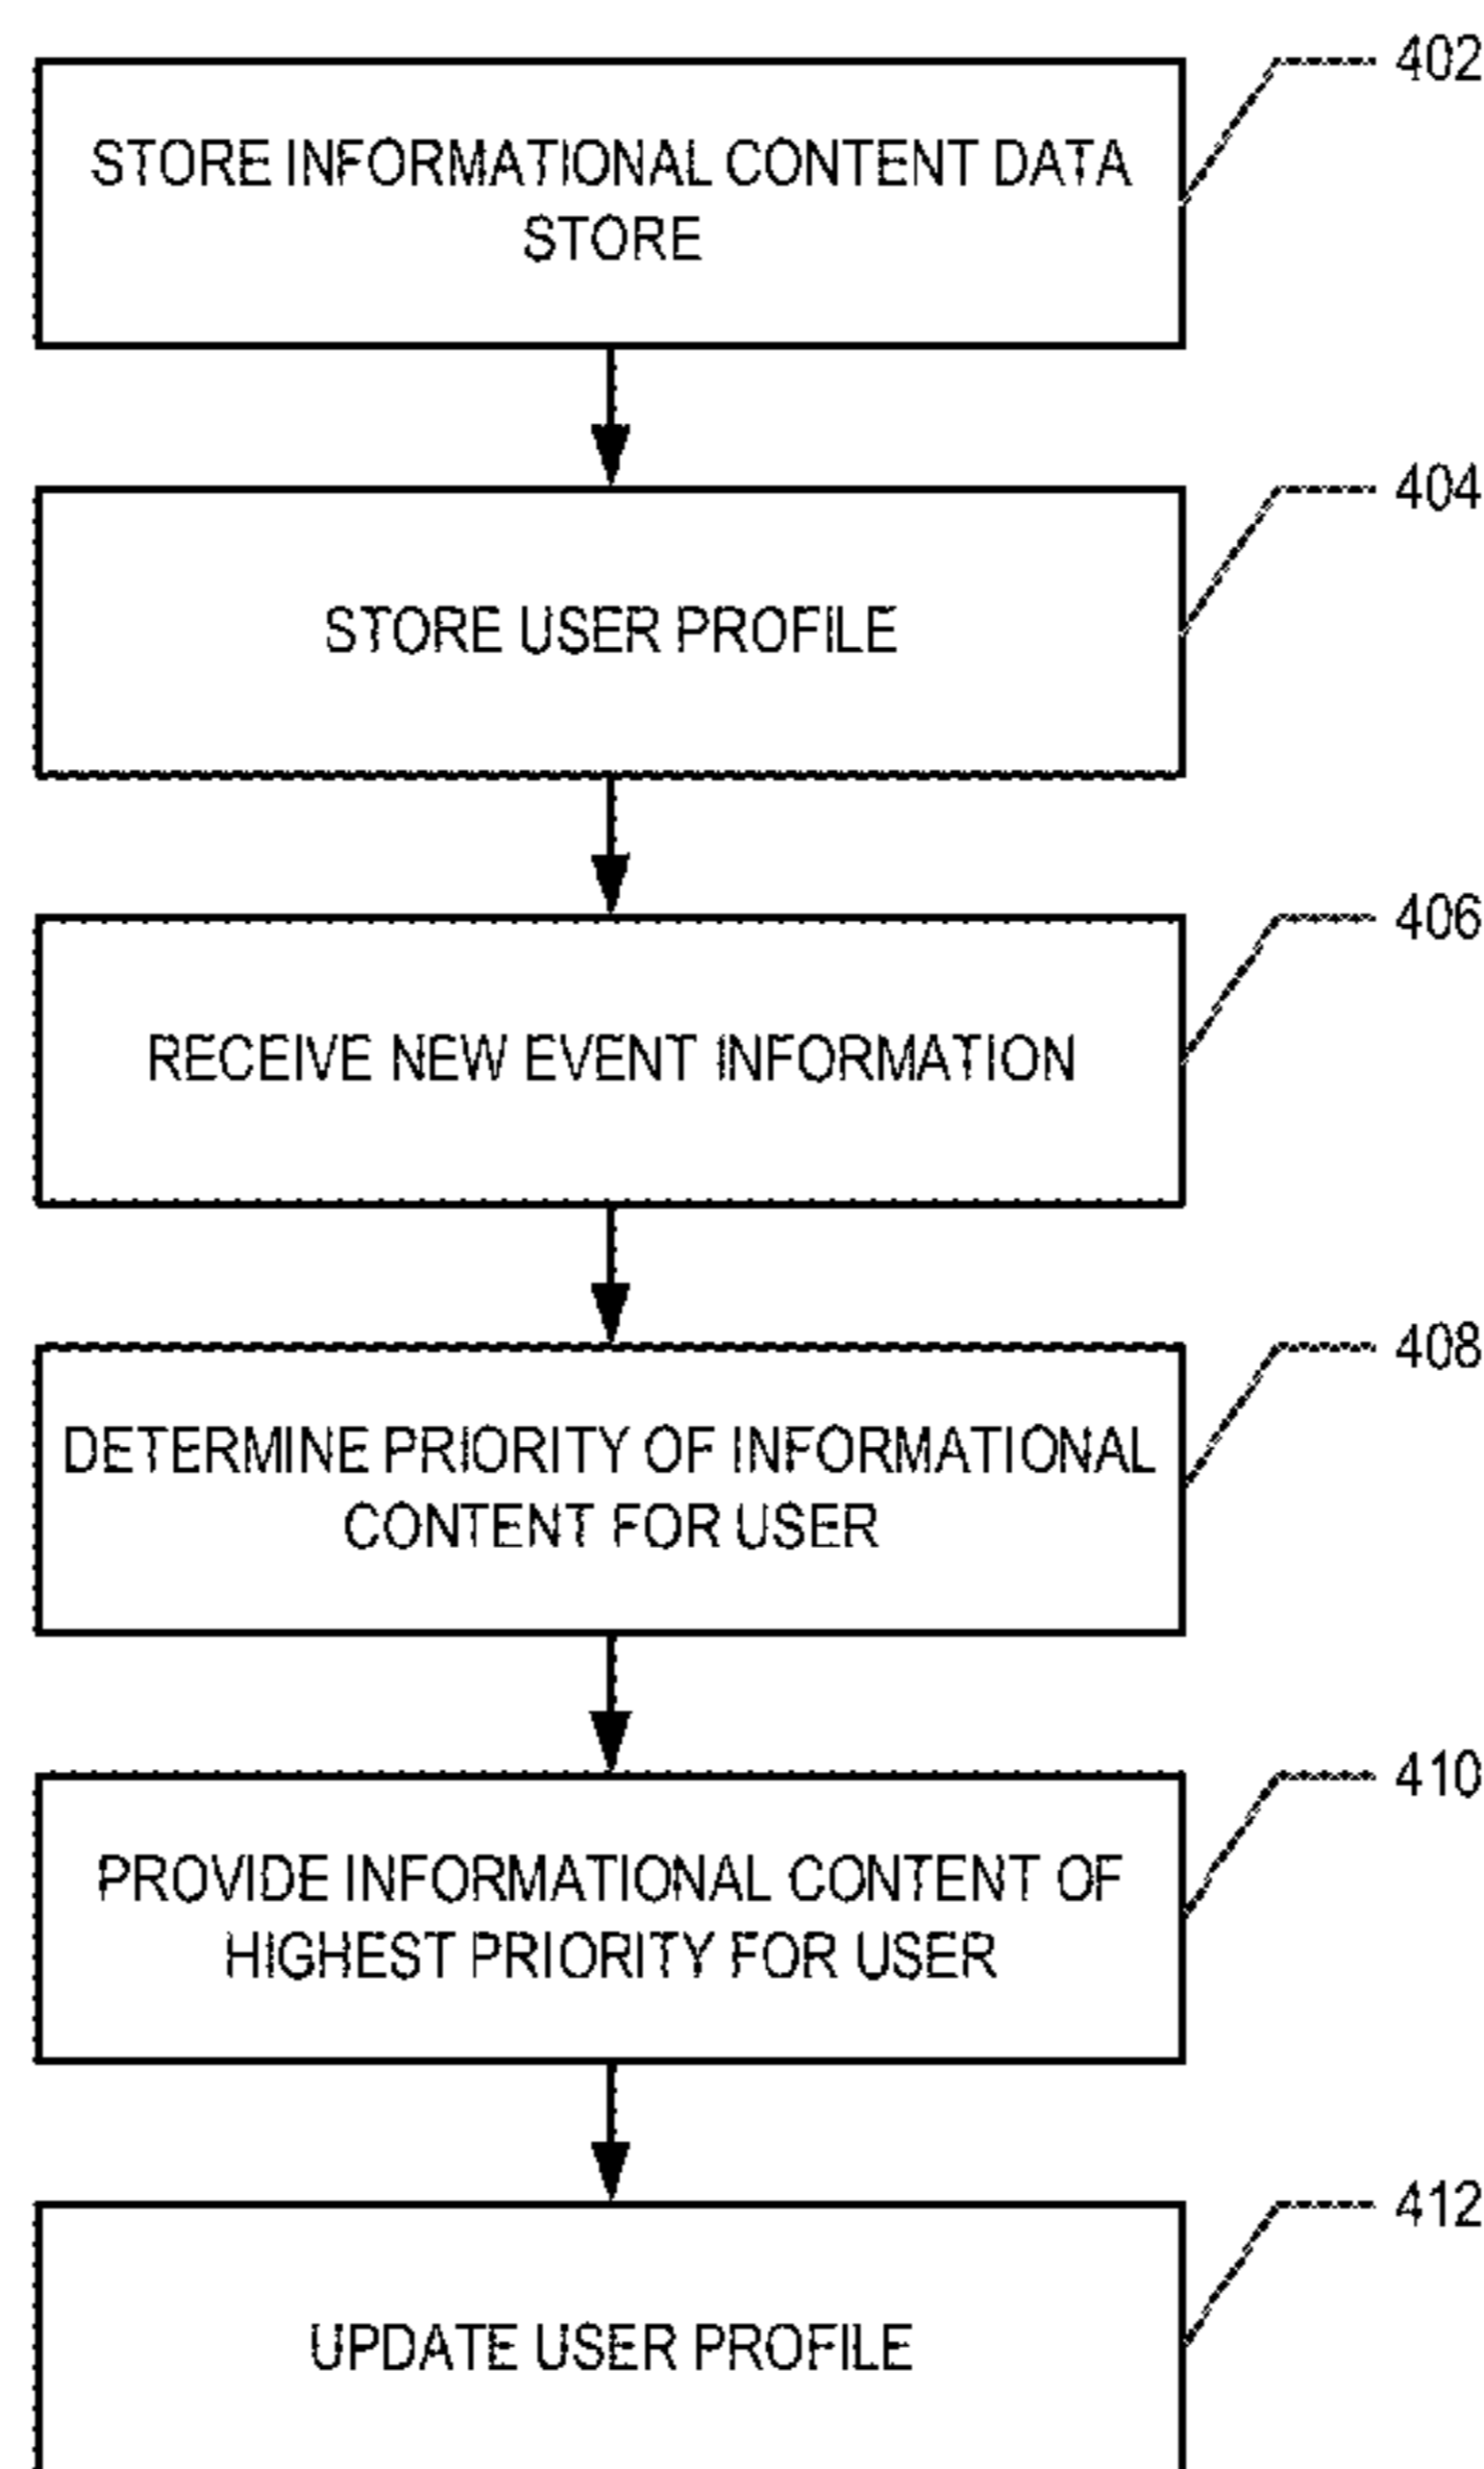 402
STORE INFORMATIONAL CONTENT DATA
STORE
404
STORE USER PROFILE
406
RECEIVE NEW EVENT INFORMATION
408
DETERMINE PRIORITY OF INFORMATIONAL
CONTENT FOR USER
410
PROVIDE INFORMATIONAL CONTENT OF
HIGHEST PRIORITY FOR USER
412
UPDATE USER PROFILE